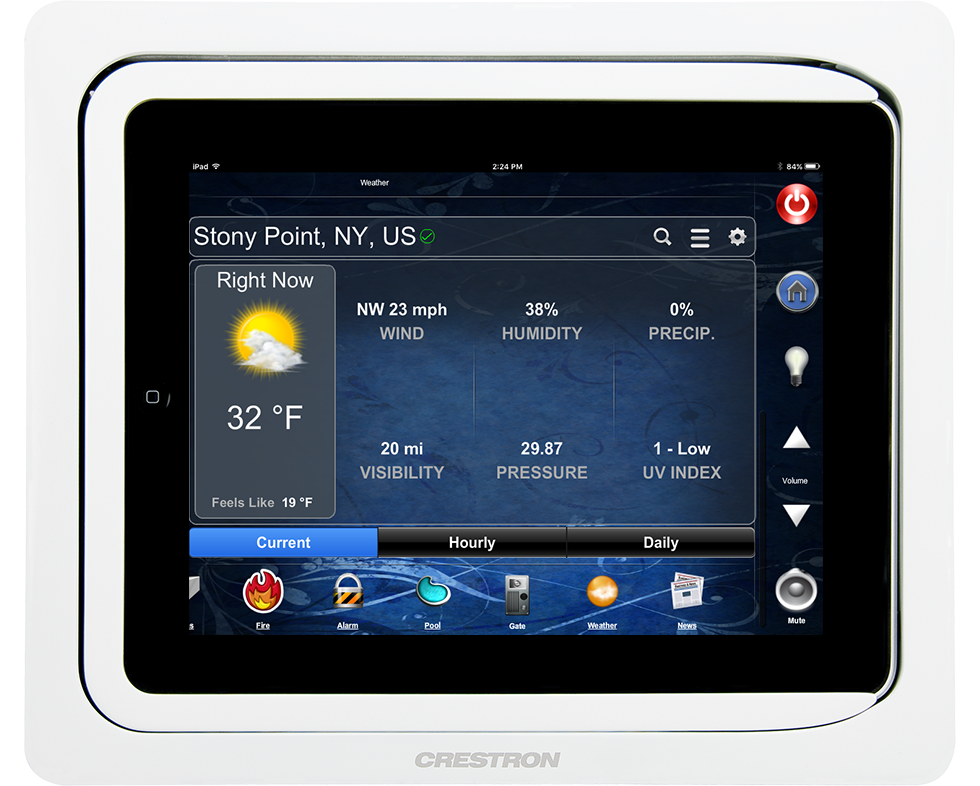 iPad 2:24 PM 84%
Weather
Stony Point, NY, US
Right Now
32 °F
Feels Like 19 °F
NW 23 mph
WIND
38%
HUMIDITY
0%
PRECIP.
20 mi
VISIBILITY
29.87
PRESSURE
1 - Low
UV INDEX
Current Hourly Daily
s Fire Alarm Pool Gate Weather News
Volume
Mute
CRESTRON